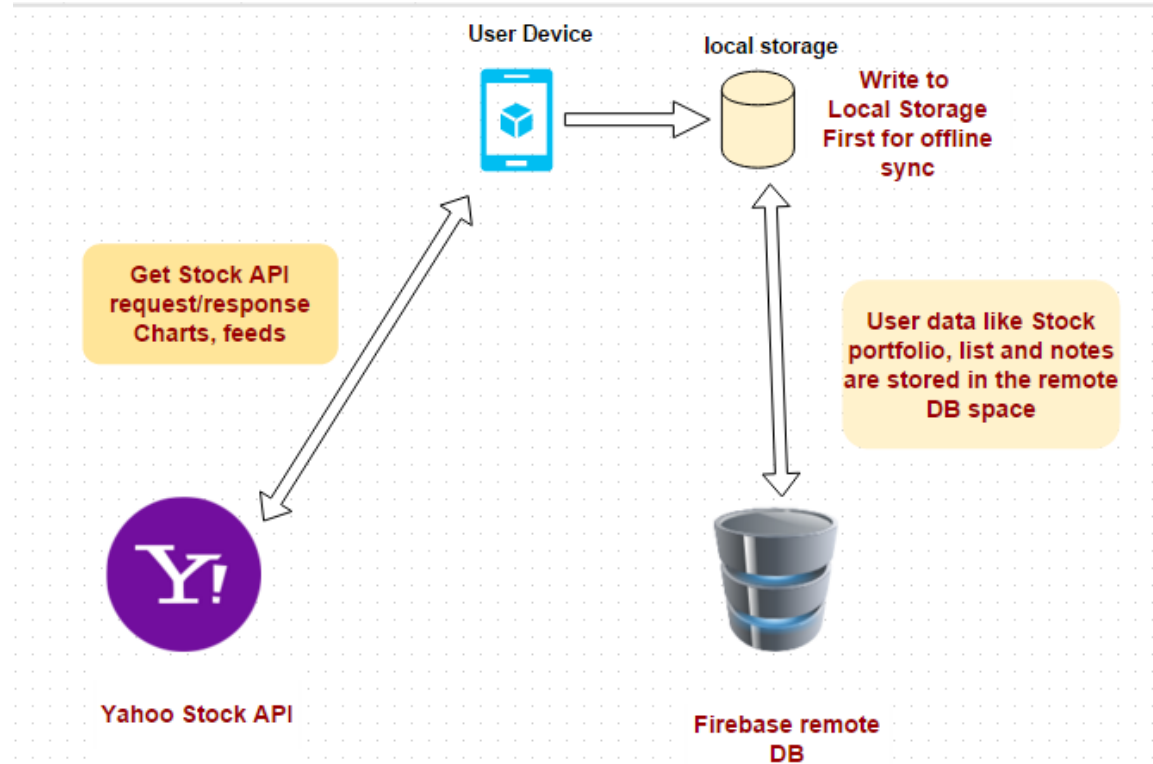 User Device
local storage
Write to
Local Storage
First for offline
sync
Get Stock API
request/response
Charts, feeds
User data like Stock
portfolio, list and notes
are stored in the remote
DB space
Y!
Yahoo Stock API
Firebase remote
DB